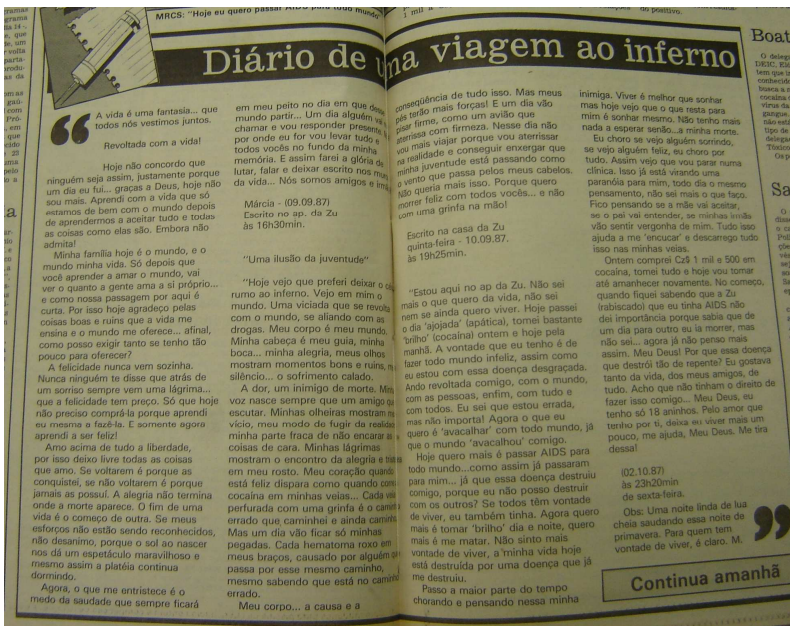 MRCS: "Hoje eu quero passar AIDS para todo mundo"
1 mil a
do positivo.
Diário de uma viagem ao inferno
A vida é uma fantasia... que
todos nós vestimos juntos.
Revoltada com a vida!
Hoje não concordo que
ninguém seja assim, justamente porque
um dia eu fui... graças a Deus, hoje não
sou mais. Aprendi com a vida que só
estamos de bem com o mundo depois
de aprendermos a aceitar tudo e todas
as coisas como elas são. Embora não
admita!
Minha família hoje é o mundo, e o
mundo minha vida. Só depois que
você aprender a amar o mundo, vai
ver o quanto a gente ama a si próprio...
e como nossa passagem por aqui é
curta. Por isso hoje agradeço pelas
coisas boas e ruins que a vida me
ensina e o mundo me oferece... afinal,
como posso exigir tanto se tenho tão
pouco para oferecer?
A felicidade nunca vem sozinha.
Nunca ninguém te disse que atrás de
um sorriso sempre vem uma lágrima...
que a felicidade tem preço. Só que hoje
não preciso comprá-la porque aprendi
eu mesma a fazê-la. E somente agora
aprendi a ser feliz!
Amo acima de tudo a liberdade,
por isso deixo livre todas as coisas
que amo. Se voltarem é porque as
conquistei, se não voltarem é porque
jamais as possuí. A alegria não termina
onde a morte aparece. O fim de uma
vida é o começo de outra. Se meus
esforços não estão sendo reconhecidos,
não desanimo, porque o sol ao nascer
nos dá um espetáculo maravilhoso e
mesmo assim a platéia continua
dormindo.
Agora, o que me entristece é o
medo da saudade que sempre ficará
em meu peito no dia em que desse
mundo partir... Um dia alguém vai
chamar e vou responder presente,
por onde eu for vou levar tudo e
todos vocês no fundo da minha
memória. E assim farei a glória de
lutar, falar e deixar escrito nos
da vida... Nós somos amigos e
Márcia - (09.09.87)
Escrito no ap. da Zu
às 16h30min.
"Uma ilusão da juventude"
"Hoje vejo que preferi deixar o
rumo ao inferno. Vejo em mim o
mundo. Uma viciada que se revolta
com o mundo, se aliando com as
drogas. Meu corpo é meu mundo,
Minha cabeça é meu guia, minha
boca... minha alegria, meus olhos
mostram momentos bons e ruins,
silêncio... o sofrimento calado.
A dor, um inimigo de morte. Minha
voz nasce sempre que um amigo
escutar. Minhas olheiras mostram
vício, meu modo de fugir da realidade
minha parte fraca de não encarar as
coisas de cara. Minhas lágrimas
mostram o encontro da alegria e
em meu rosto. Meu coração quando
está feliz dispara como quando
cocaína em minhas veias... Cada veia
perfurada com uma grinfa é o caminho
errado que caminhei e ainda caminho
Mas um dia vão ficar só minhas
pegadas. Cada hematoma roxo em
meus braços, causado por alguém que
passa por esse mesmo caminho,
mesmo sabendo que está no caminho
errado.
Meu corpo... a causa e a
conseqüência de tudo isso. Mas meus
pés terão mais forças! E um dia vão
pisar firme, como um avião que
aterrissa com firmeza. Nesse dia não
vou mais viajar porque vou aterrissar
na realidade e conseguir enxergar que
minha juventude está passando como
o vento que passa pelos meus cabelos.
Não queria mais isso. Porque quero
morrer feliz com todos vocês... e não
com uma grinfa na mão!
Escrito na casa da Zu
quinta-feira - 10.09.87.
às 19h25min.
"Estou aqui no ap da Zu. Não sei
mais o que quero da vida, não sei
nem se ainda quero viver. Hoje passei
o dia 'ajojada' (apática), tomei bastante
'brilho' (cocaína) ontem e hoje pela
manhã. A vontade que eu tenho é de
fazer todo mundo infeliz, assim como
eu estou com essa doença desgraçada.
Ando revoltada comigo, com o mundo,
com as pessoas, enfim, com tudo e
com todos. Eu sei que estou errada,
mas não importa! Agora o que eu
quero é 'avacalhar' com todo mundo, já
que o mundo 'avacalhou' comigo.
Hoje quero mais é passar AIDS para
todo mundo...como assim já passaram
para mim... já que essa doença destruiu
comigo, porque eu não posso destruir
com os outros? Se todos têm vontade
de viver, eu também tinha. Agora quero
mais é tomar 'brilho' dia e noite, quero
mais é me matar. Não sinto mais
vontade de viver, a minha vida hoje
está destruída por uma doença que já
me destruiu.
Passo a maior parte do tempo
chorando e pensando nessa minha
inimiga. Viver é melhor que sonhar
mas hoje vejo que o que resta para
mim é sonhar mesmo. Não tenho mais
nada a esperar senão...a minha morte.
Eu choro se vejo alguém sorrindo,
se vejo alguém feliz, eu choro por
tudo. Assim vejo que vou parar numa
clínica. Isso já está virando uma
paranóia para mim, todo dia o mesmo
pensamento, não sei mais o que faço.
Fico pensando se a mãe vai aceitar,
se o pai vai entender, se minhas irmãs
vão sentir vergonha de mim. Tudo isso
ajuda a me 'encucar' e descarrego tudo
isso nas minhas veias.
Ontem comprei Cz$ 1 mil e 500 em
cocaína, tomei tudo e hoje vou tomar
até amanhecer novamente. No começo,
quando fiquei sabendo que a Zu
(rabiscado) que eu tinha AIDS não
dei importância porque sabia que de
um dia para outro eu ia morrer, mas
não sei... agora já não penso mais
assim. Meu Deus! Por que essa doença
que destrói tão de repente? Eu gostava
tanto da vida, dos meus amigos, de
tudo. Acho que não tinham o direito de
fazer isso comigo... Meu Deus, eu
tenho só 18 aninhos. Pelo amor que
tenho por ti, deixa eu viver mais um
pouco, me ajuda, Meu Deus. Me tira
dessa!
(02.10.87)
às 23h20min
de sexta-feira.
Obs: Uma noite linda de lua
cheia saudando essa noite de
primavera. Para quem tem
vontade de viver, é claro. M.
Continua amanhã
Boat
O delega